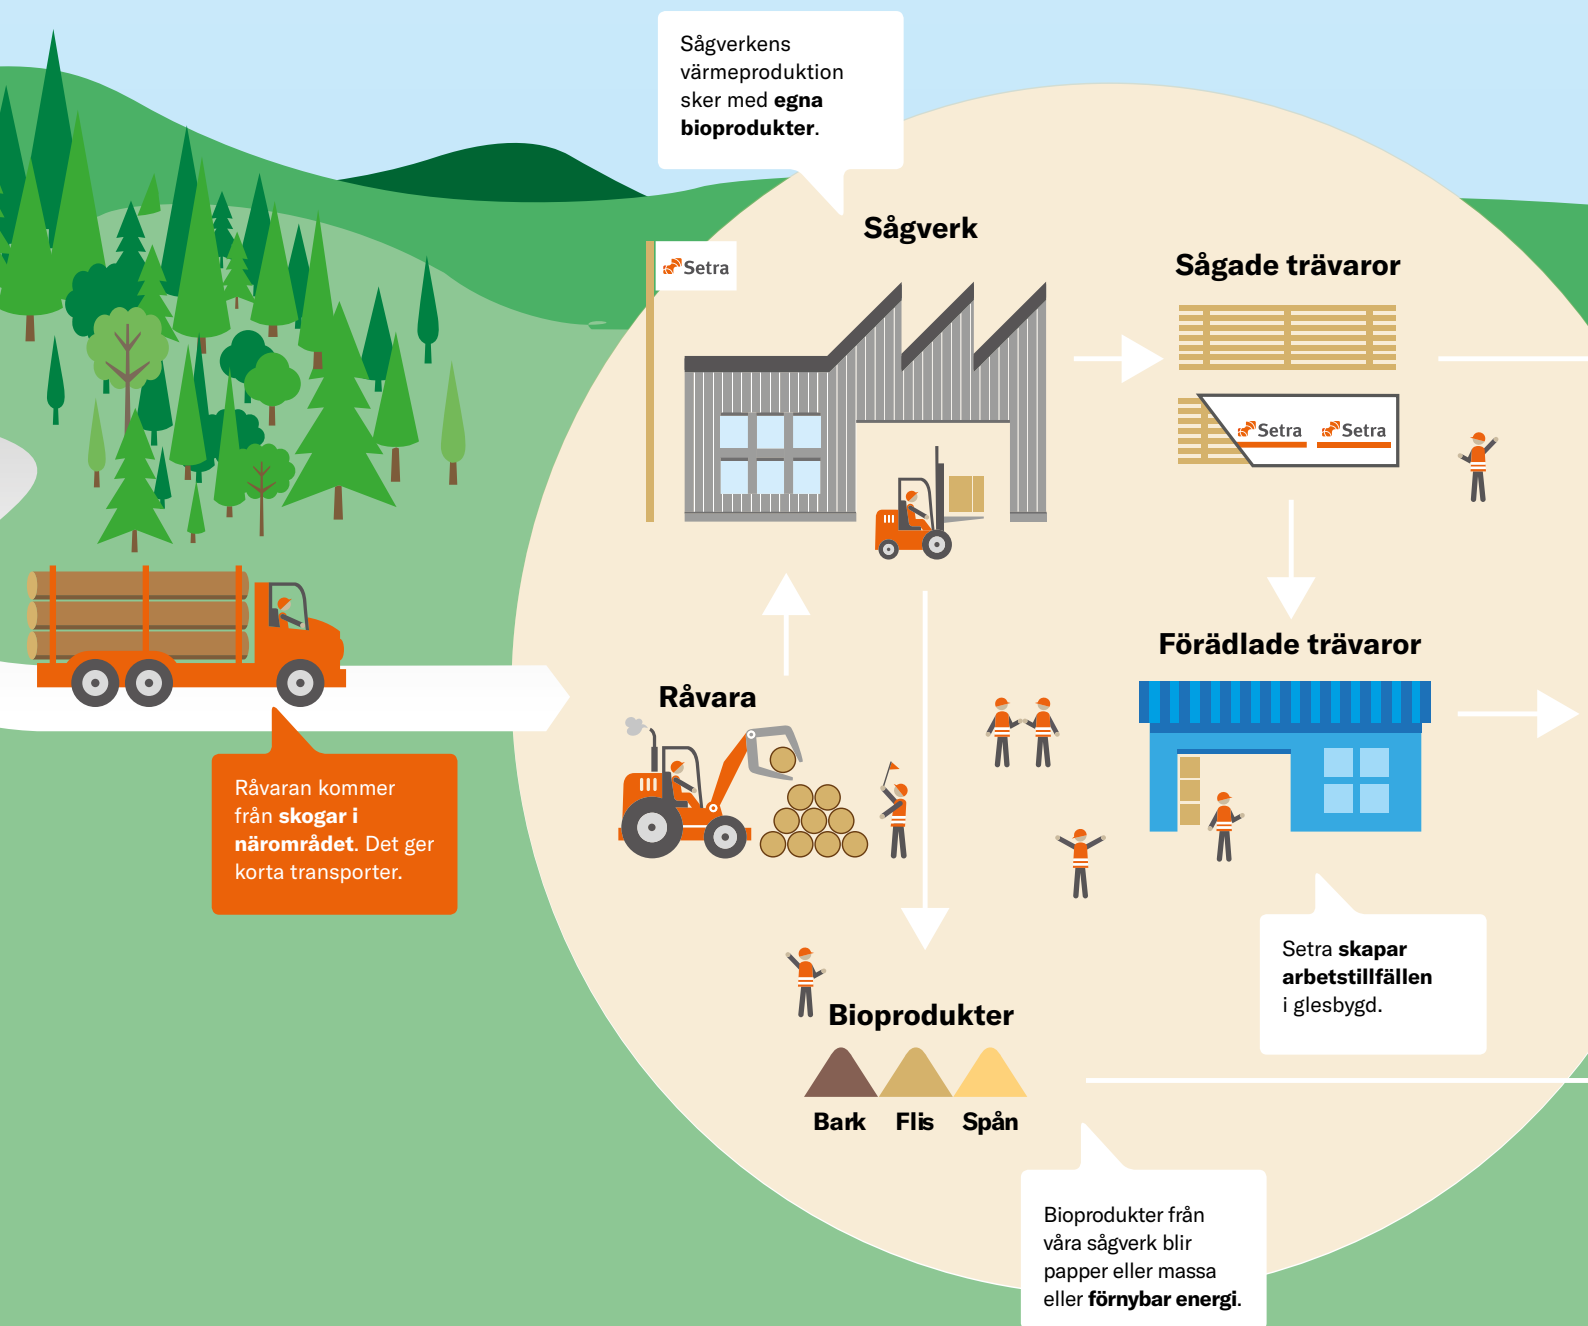 Sågverkens
värmeproduktion
sker med egna
bioprodukter.
Sågverk
Setra
Sågade trävaror
Setra Setra
Förädlade trävaror
Råvara
Råvaran kommer
från skogar i
närområdet. Det ger
korta transporter.
Setra skapar
arbetstillfällen
i glesbygd.
Bioprodukter
Bark Flis Spån
Bioprodukter från
våra sågverk blir
papper eller massa
eller förnybar energi.